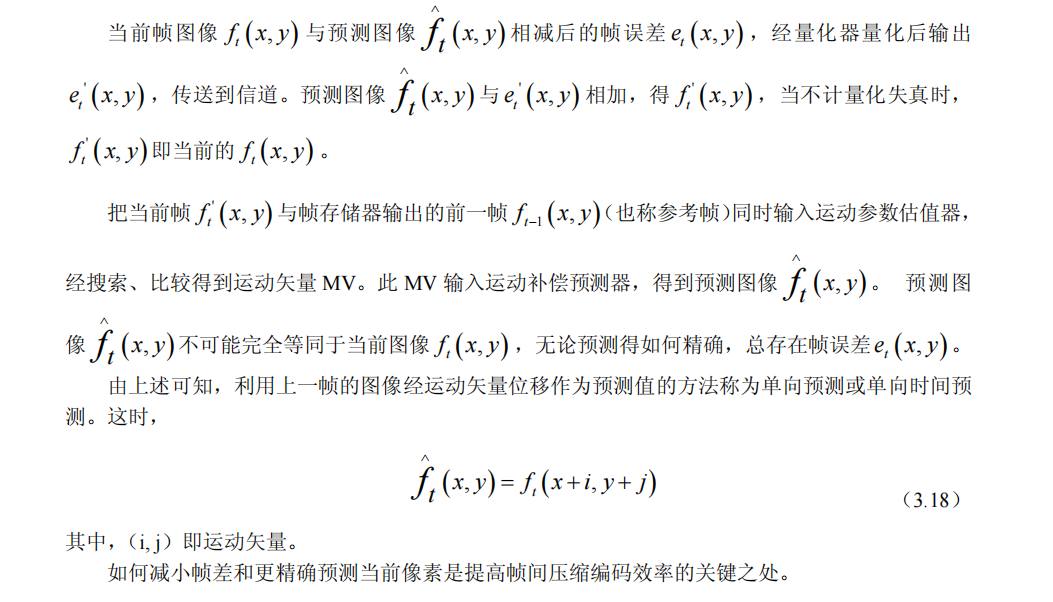 当前帧图像 f_t(x,y) 与预测图像 \hat{f}_t(x,y) 相减后的帧误差 e_t(x,y)，经量化器量化后输出
e_t'(x,y)，传送到信道。预测图像 \hat{f}_t(x,y) 与 e_t'(x,y) 相加，得 f_t'(x,y)，当不计量化失真时，
f_t'(x,y) 即当前的 f_t(x,y)。
把当前帧 f_t'(x,y) 与帧存储器输出的前一帧 f_{t-1}(x,y)（也称参考帧）同时输入运动参数估值器，
经搜索、比较得到运动矢量 MV。此 MV 输入运动补偿预测器，得到预测图像 \hat{f}_t(x,y)。 预测图
像 \hat{f}_t(x,y) 不可能完全等同于当前图像 f_t(x,y)，无论预测得如何精确，总存在帧误差 e_t(x,y)。
由上述可知，利用上一帧的图像经运动矢量位移作为预测值的方法称为单向预测或单向时间预
测。这时，
\hat{f}_t(x,y) = f_t(x+i, y+j)
（3.18）
其中，（i, j）即运动矢量。
如何减小帧差和更精确预测当前像素是提高帧间压缩编码效率的关键之处。